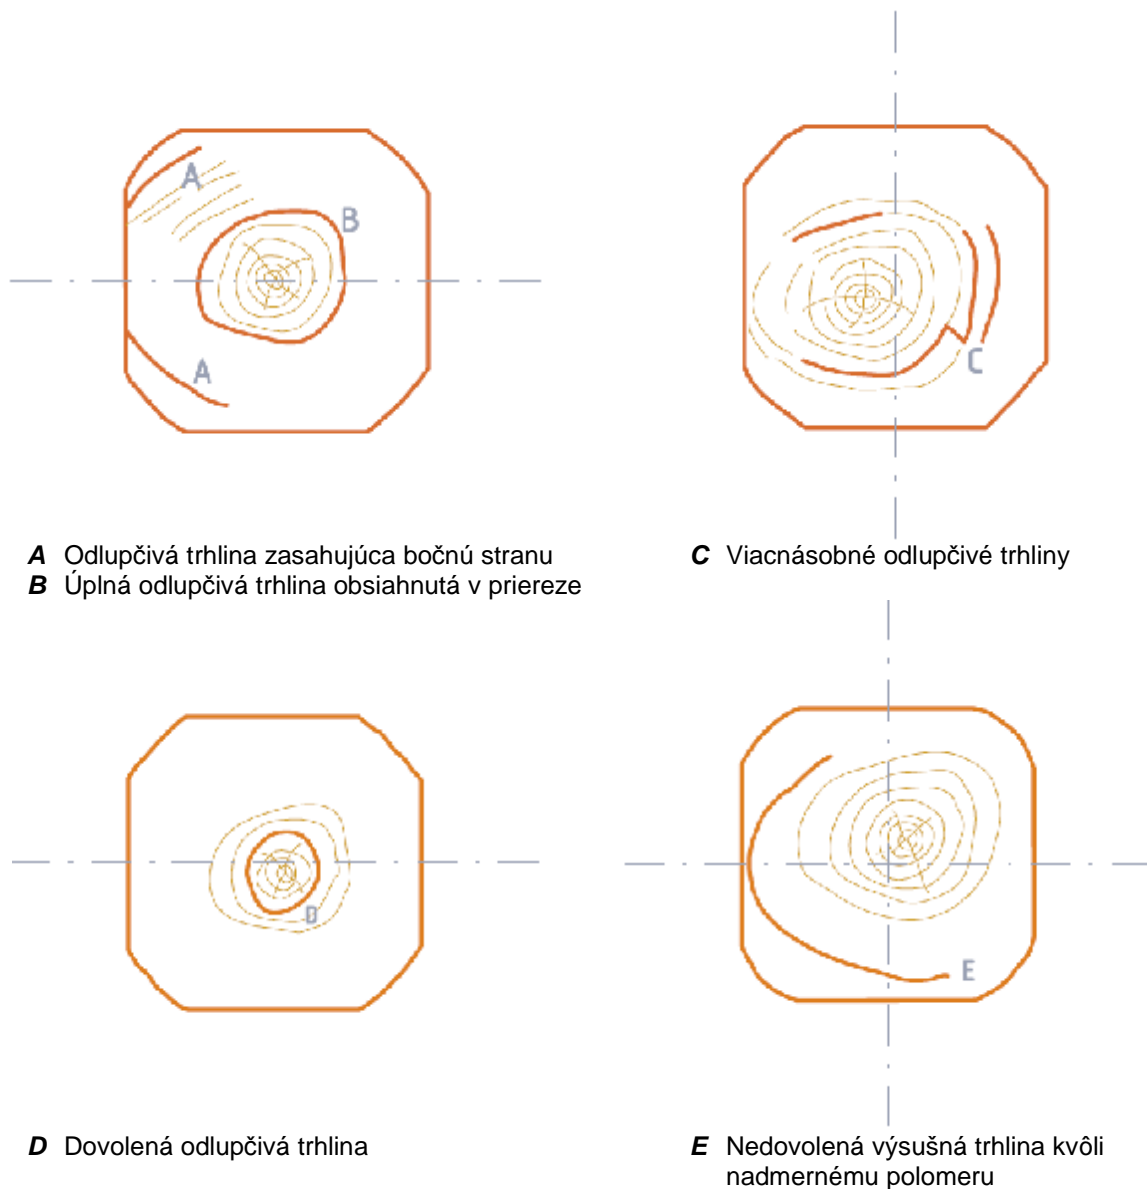 A
B
A
C
A Odlupčivá trhlina zasahujúca bočnú stranu
B Úplná odlupčivá trhlina obsiahnutá v priereze
C Viacnásobné odlupčivé trhliny
D
E
D Dovolená odlupčivá trhlina
E Nedovolená výsušná trhlina kvôli
nadmernému polomeru